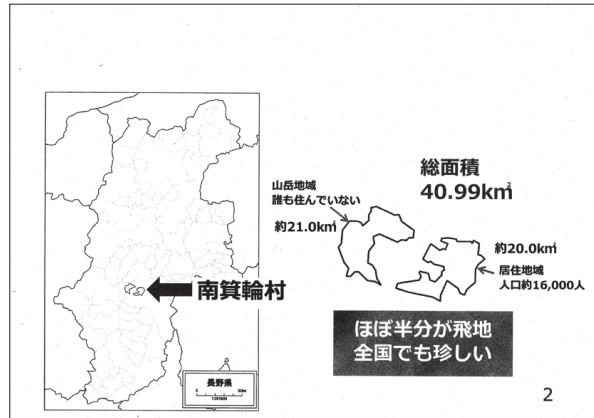 総面積
40.99k㎡
山岳地域
誰も住んでいない
約21.0k㎡
約20.0k㎡
居住地域
人口約16,000人
南箕輪村
ほぼ半分が飛地
全国でも珍しい
長野県
2